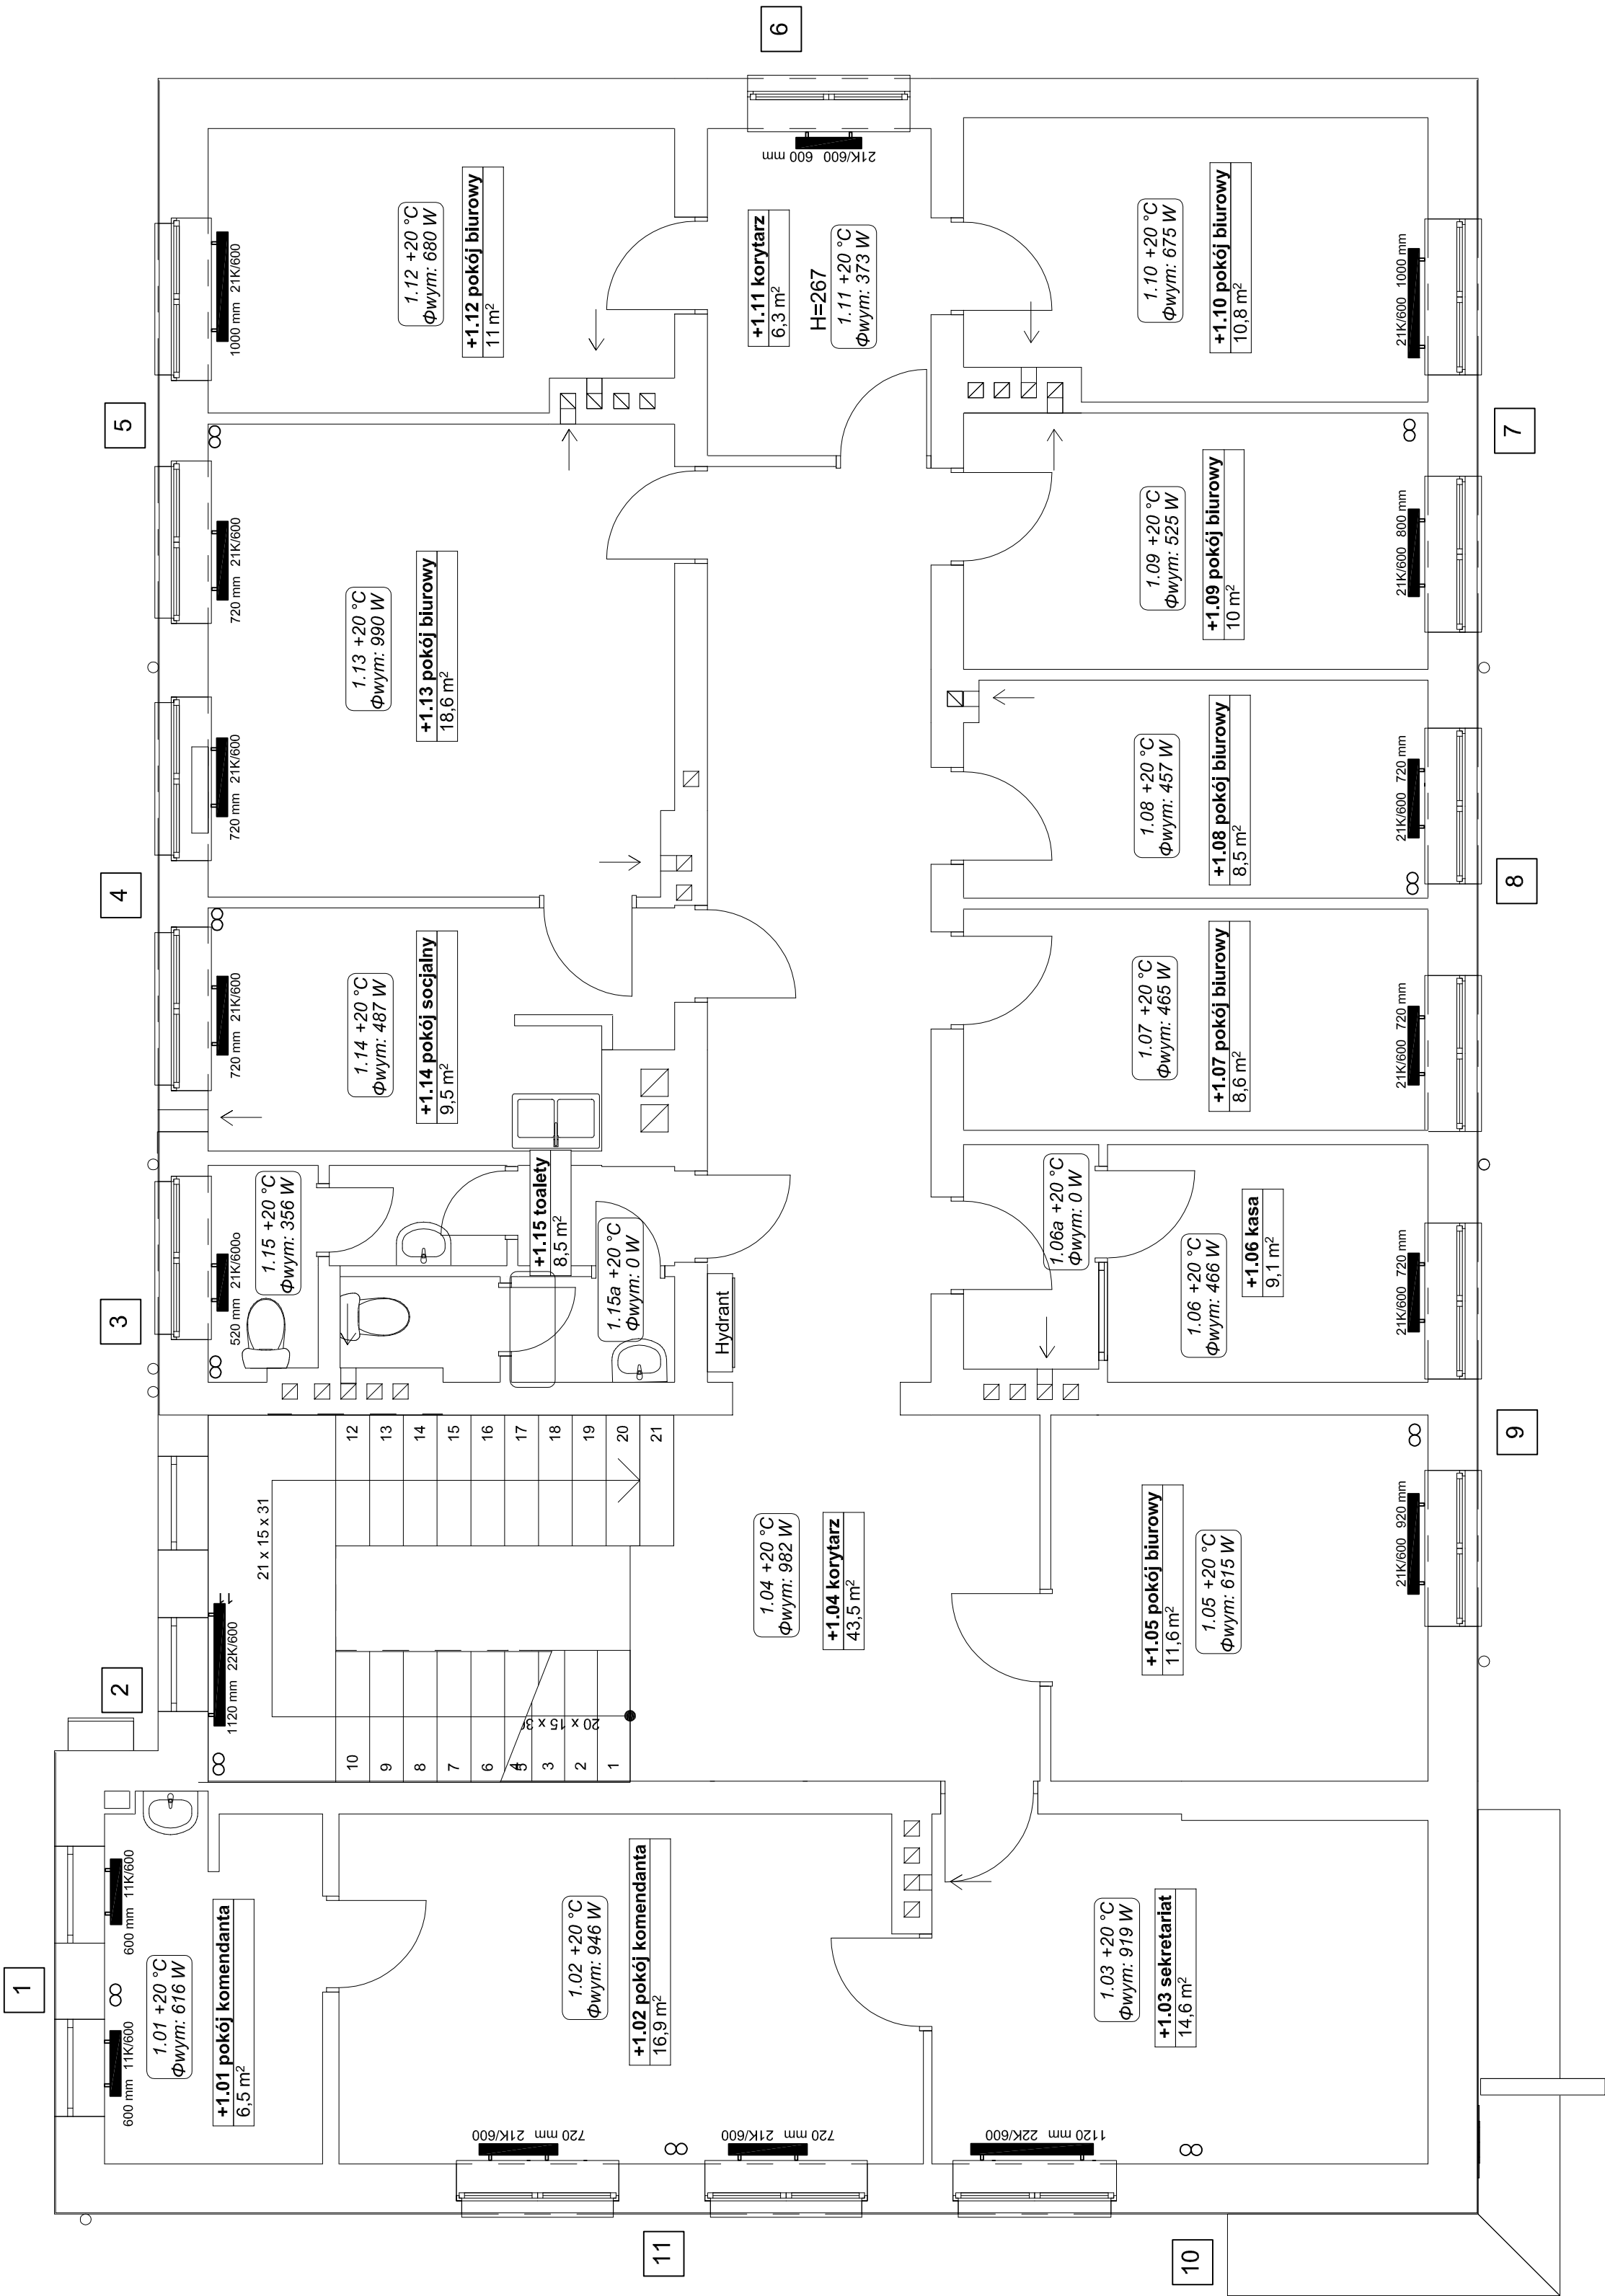 1
2
3
4
5
6
7
8
9
10
11
600 mm 11K/600
600 mm 11K/600
1.01 +20 °C
Φwym: 616 W
+1.01 pokój komendanta
6,5 m²
1.02 +20 °C
Φwym: 946 W
+1.02 pokój komendanta
16,9 m²
720 mm 21K/600
720 mm 21K/600
1.03 +20 °C
Φwym: 919 W
+1.03 sekretariat
14,6 m²
1120 mm 22K/600
1120 mm 22K/600
11
21 x 15 x 31
10
9
8
7
6
5
4
3
2
1
12
13
14
15
16
17
18
19
20
21
1.04 +20 °C
Φwym: 982 W
+1.04 korytarz
43,5 m²
+1.05 pokój biurowy
11,6 m²
1.05 +20 °C
Φwym: 615 W
21K/600 920 mm
520 mm 21K/600o
1.15 +20 °C
Φwym: 356 W
+1.15 toalety
8,5 m²
1.15a +20 °C
Φwym: 0 W
Hydrant
1.06a +20 °C
Φwym: 0 W
1.06 +20 °C
Φwym: 466 W
+1.06 kasa
9,1 m²
21K/600 720 mm
720 mm 21K/600
1.14 +20 °C
Φwym: 487 W
+1.14 pokój socjalny
9,5 m²
1.07 +20 °C
Φwym: 465 W
+1.07 pokój biurowy
8,6 m²
21K/600 720 mm
720 mm 21K/600
720 mm 21K/600
1.13 +20 °C
Φwym: 990 W
+1.13 pokój biurowy
18,6 m²
1.08 +20 °C
Φwym: 457 W
+1.08 pokój biurowy
8,5 m²
21K/600 720 mm
1.09 +20 °C
Φwym: 525 W
+1.09 pokój biurowy
10 m²
21K/600 800 mm
1000 mm 21K/600
1.12 +20 °C
Φwym: 680 W
+1.12 pokój biurowy
11 m²
+1.11 korytarz
6,3 m²
H=267
1.11 +20 °C
Φwym: 373 W
600 mm 21K/600
1.10 +20 °C
Φwym: 675 W
+1.10 pokój biurowy
10,8 m²
21K/600 1000 mm